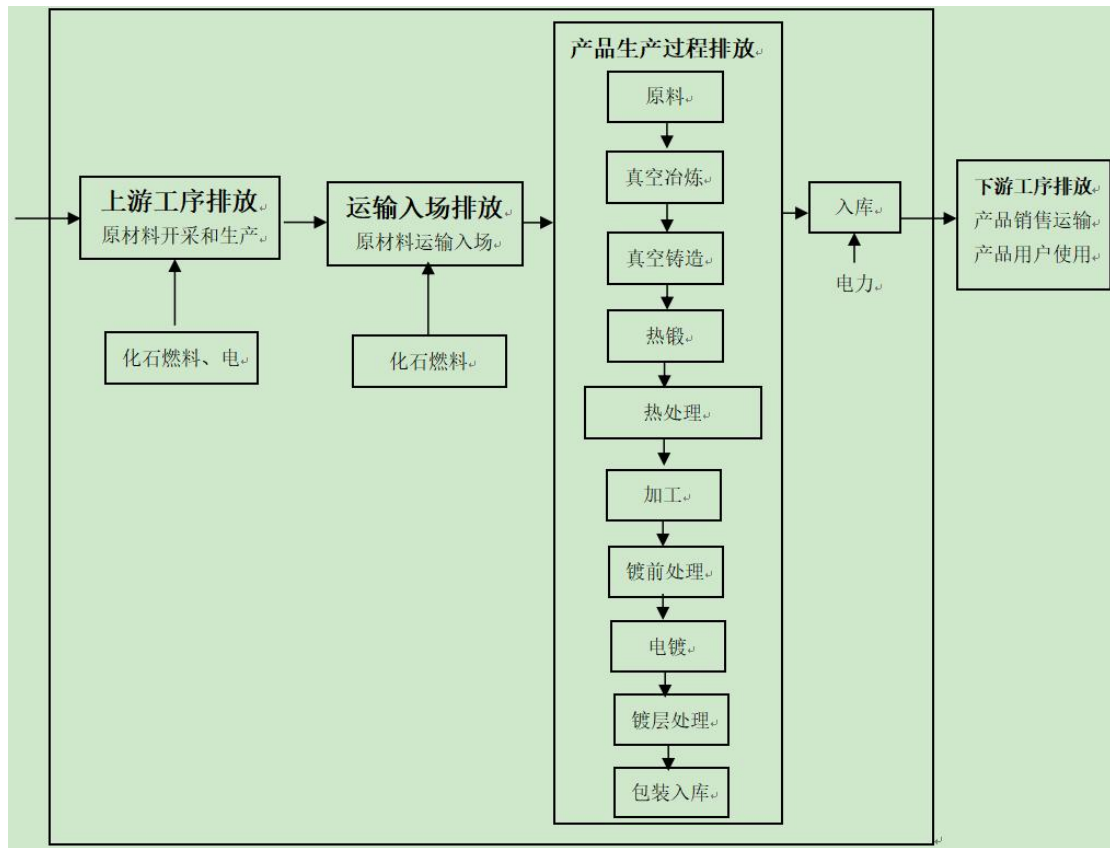 上游工序排放
原材料开采和生产
化石燃料、电
运输入场排放
原材料运输入场
化石燃料
产品生产过程排放
原料
真空冶炼
真空铸造
热锻
热处理
加工
镀前处理
电镀
镀层处理
包装入库
入库
电力
下游工序排放
产品销售运输
产品用户使用